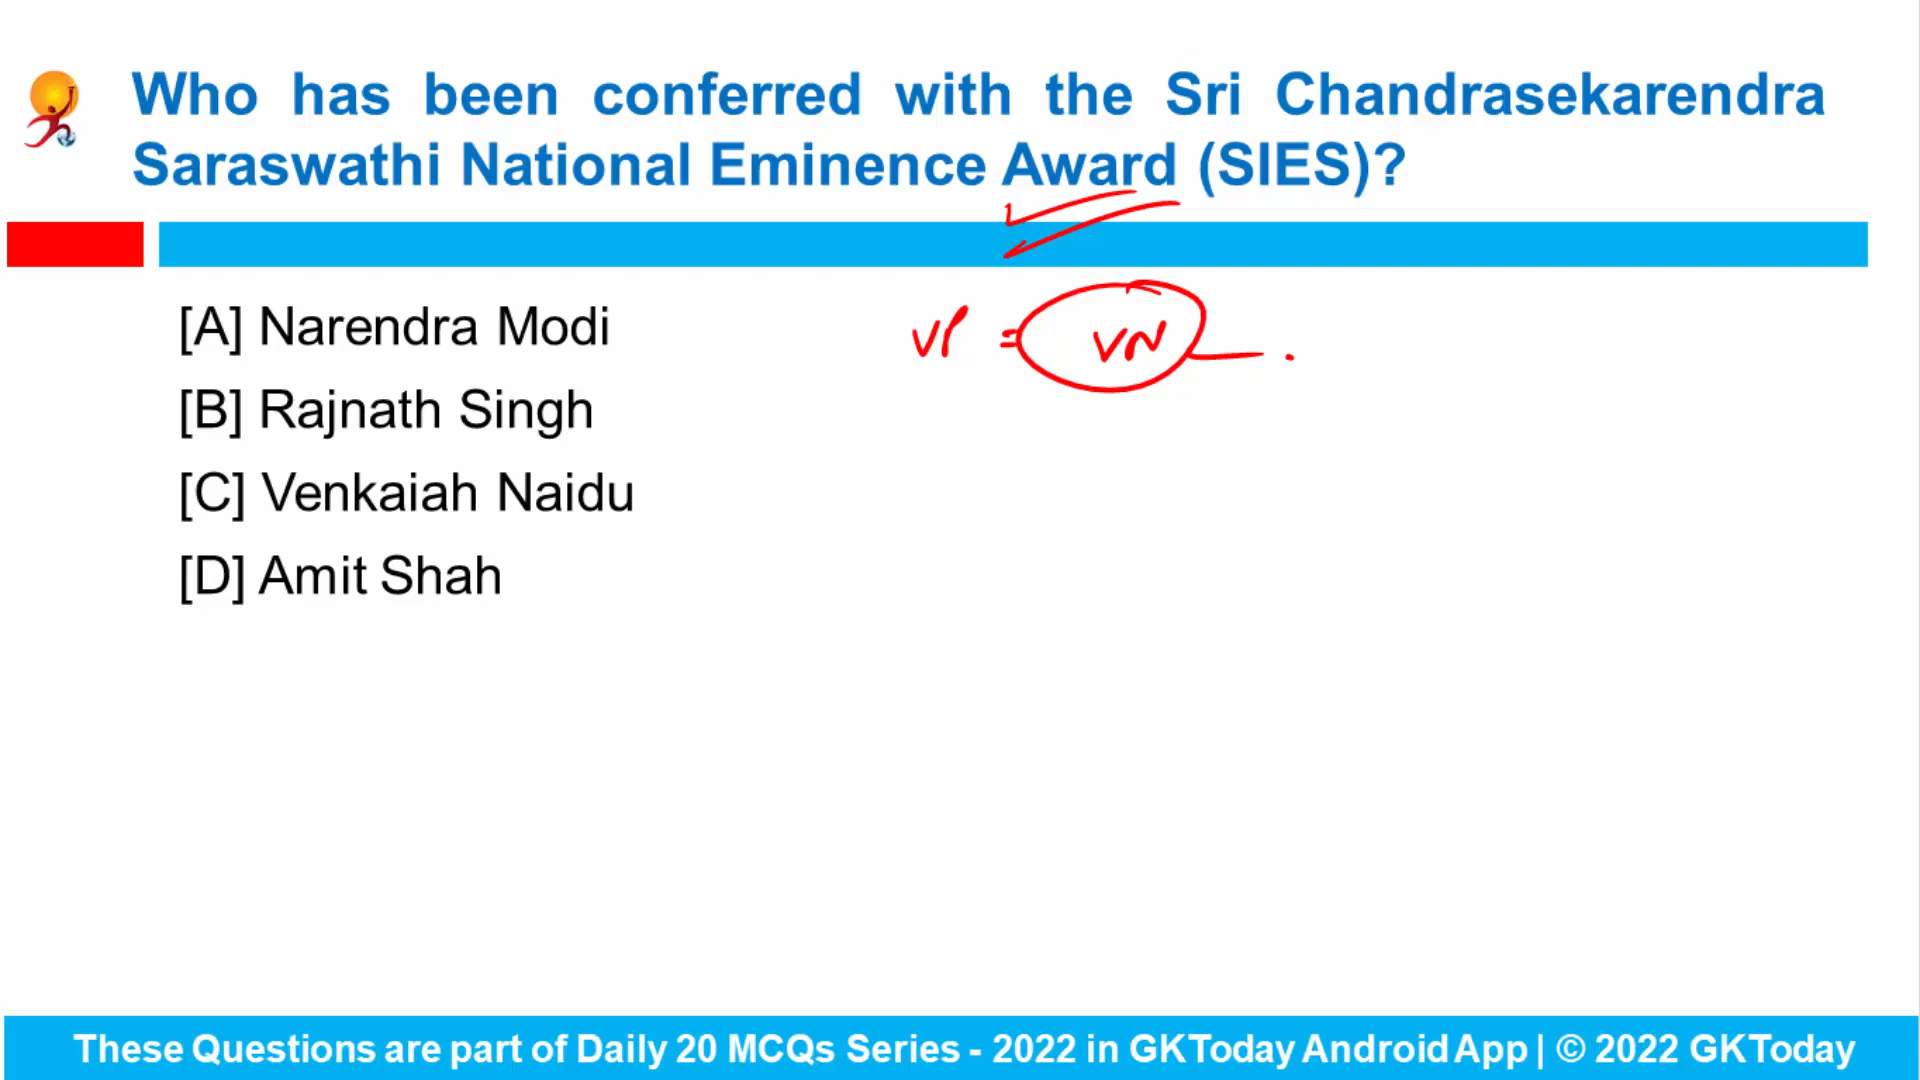 Who has been conferred with the Sri Chandrasekarendra
Saraswathi National Eminence Award (SIES)?
[A] Narendra Modi
VP = VN
[B] Rajnath Singh
[C] Venkaiah Naidu
[D] Amit Shah
These Questions are part of Daily 20 MCQs Series - 2022 in GKToday Android App | © 2022 GKToday